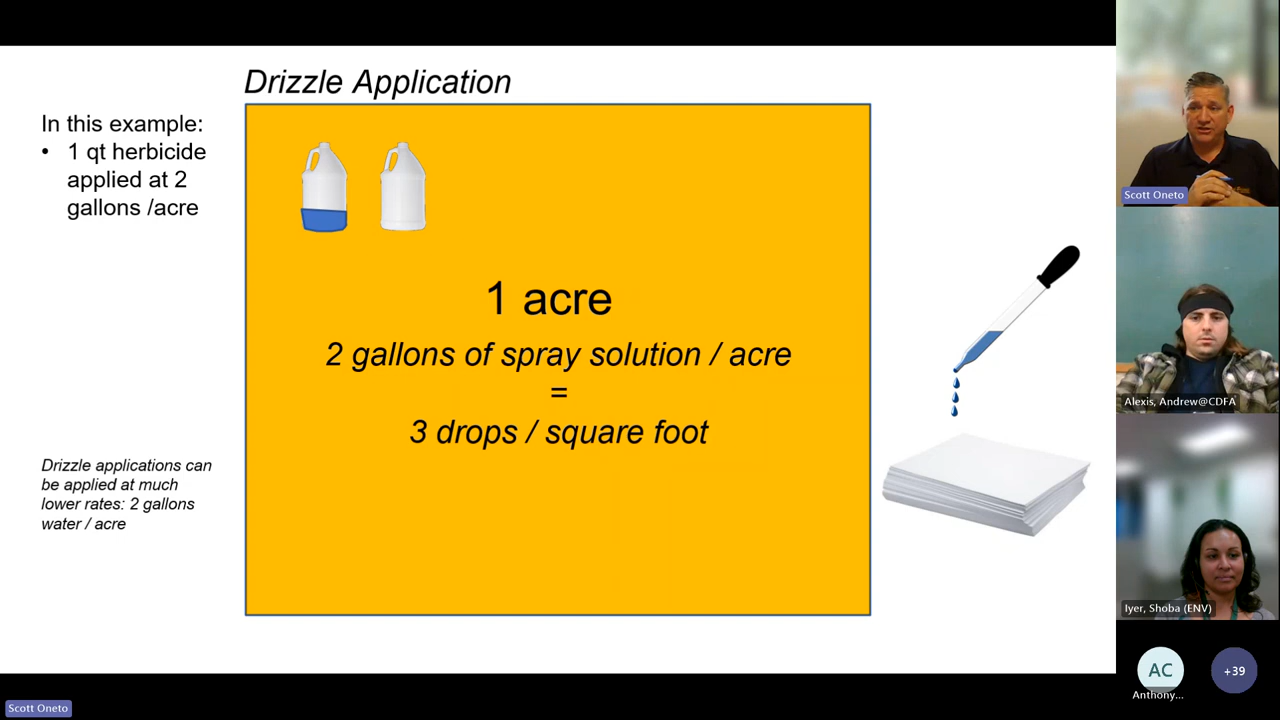 Drizzle Application
In this example:
• 1 qt herbicide
applied at 2
gallons /acre
1 acre
2 gallons of spray solution / acre
=
3 drops / square foot
Drizzle applications can
be applied at much
lower rates: 2 gallons
water / acre
Scott Oneto
Alexis, Andrew@CDFA
Iyer, Shoba (ENV)
AC
Anthony...
+39
Scott Oneto